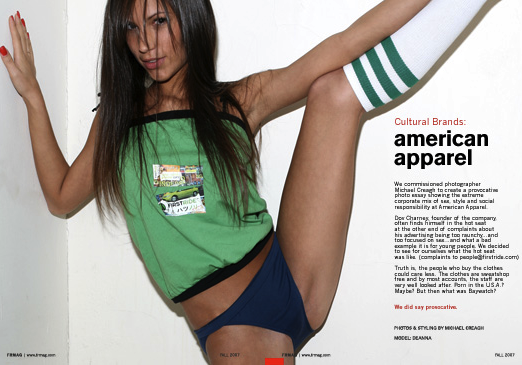 FIRSTRIDE
Cultural Brands:
american
apparel
We commissioned photographer
Michael Creagh to create a provocative
photo essay showing the extreme
corporate mix of sex, style and social
responsibility at American Apparel.
Dov Charney, founder of the company,
often finds himself in the hot seat
at the other end of complaints about
his advertising being too raunchy...and
too focused on sex...and what a bad
example it is for young people. We decided
to see for ourselves what the hot seat
was like. (complaints to people@firstride.com)
Truth is, the people who buy the clothes
could care less. The clothes are sweatshop
free and by most accounts, the staff are
very well looked after. Porn in the U.S.A.?
Maybe? But then what was Baywatch?
We did say provocative.
PHOTOS & STYLING BY MICHAEL CREAGH
MODEL: DEANNA
FRMAG | www.frmag.com
FALL 2007
FRMAG | www.frmag.com
FALL 2007